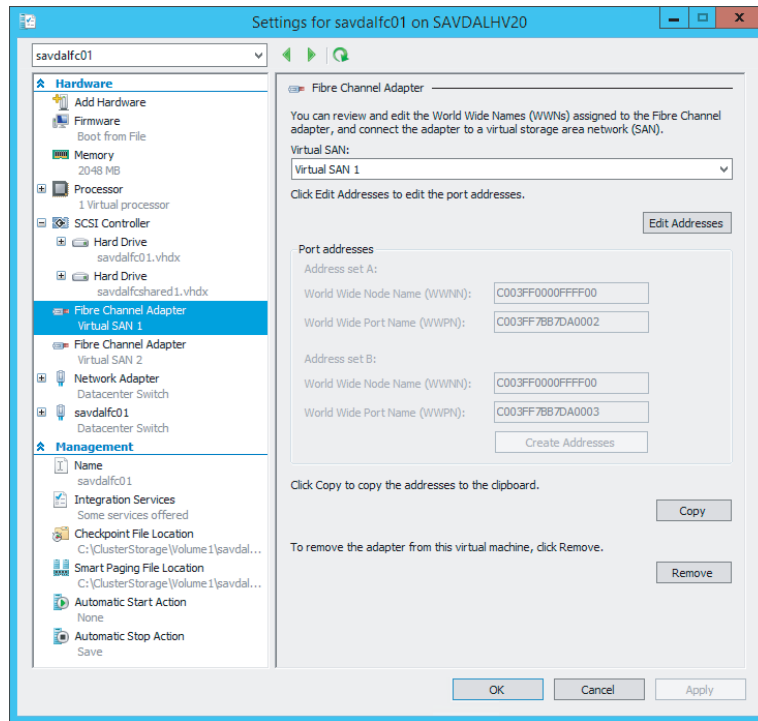 Settings for savdalfc01 on SAVDALHV20
savdalfc01
Hardware
Add Hardware
Firmware
Boot from File
Memory
2048 MB
Processor
1 Virtual processor
SCSI Controller
Hard Drive
savdalfc01.vhdx
Hard Drive
savdalfcshared1.vhdx
Fibre Channel Adapter
Virtual SAN 1
Fibre Channel Adapter
Virtual SAN 2
Network Adapter
Datacenter Switch
savdalfc01
Datacenter Switch
Management
Name
savdalfc01
Integration Services
Some services offered
Checkpoint File Location
C:\ClusterStorage\Volume1\savdal...
Smart Paging File Location
C:\ClusterStorage\Volume1\savdal...
Automatic Start Action
None
Automatic Stop Action
Save
Fibre Channel Adapter
You can review and edit the World Wide Names (WWNs) assigned to the Fibre Channel
adapter, and connect the adapter to a virtual storage area network (SAN).
Virtual SAN:
Virtual SAN 1
Click Edit Addresses to edit the port addresses.
Edit Addresses
Port addresses
Address set A:
World Wide Node Name (WWNN): C003FF0000FFFF00
World Wide Port Name (WWPN): C003FF7BB7DA0002
Address set B:
World Wide Node Name (WWNN): C003FF0000FFFF00
World Wide Port Name (WWPN): C003FF7BB7DA0003
Create Addresses
Click Copy to copy the addresses to the clipboard.
Copy
To remove the adapter from this virtual machine, click Remove.
Remove
OK Cancel Apply